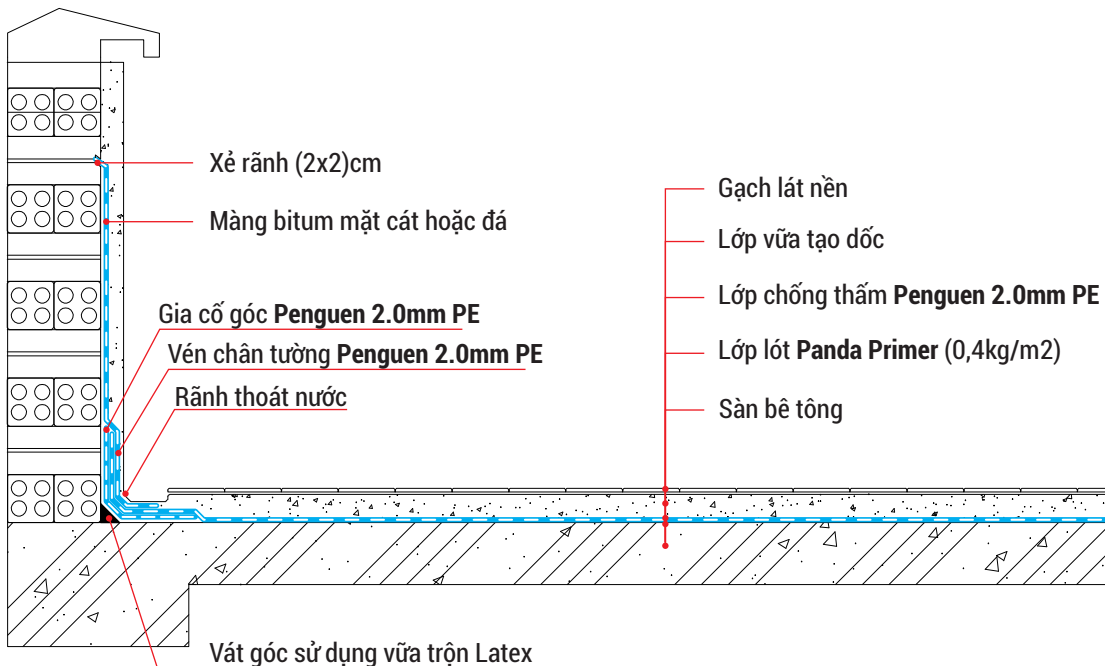 Xẻ rãnh (2x2)cm
Màng bitum mặt cát hoặc đá
Gia cố góc Penguen 2.0mm PE
Vén chân tường Penguen 2.0mm PE
Rãnh thoát nước
Gạch lát nền
Lớp vữa tạo dốc
Lớp chống thấm Penguen 2.0mm PE
Lớp lót Panda Primer (0,4kg/m2)
Sàn bê tông
Vát góc sử dụng vữa trộn Latex